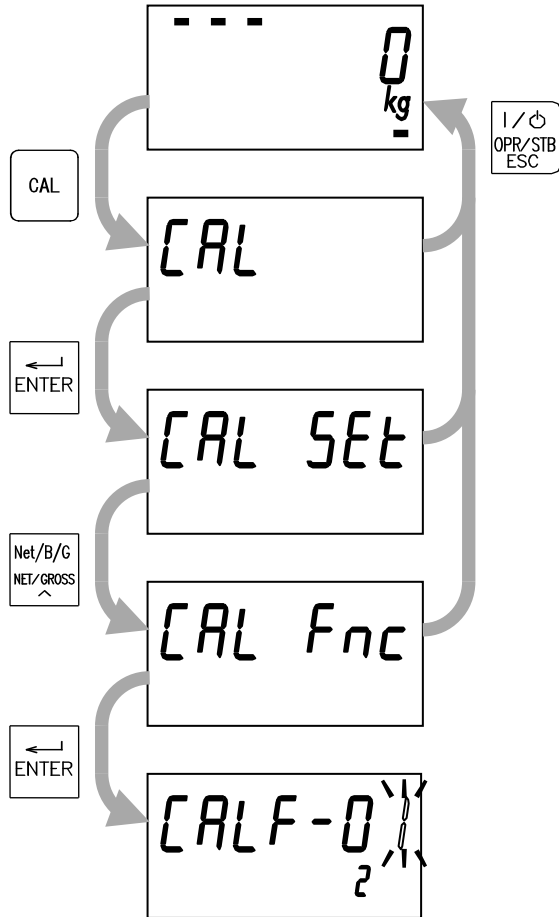 - - -
0
kg
-
I/⏻
OPR/STB
ESC
CAL
CAL
ENTER
CAL SEt
Net/B/G
NET/GROSS
^
CAL Fnc
ENTER
CALF-01
2